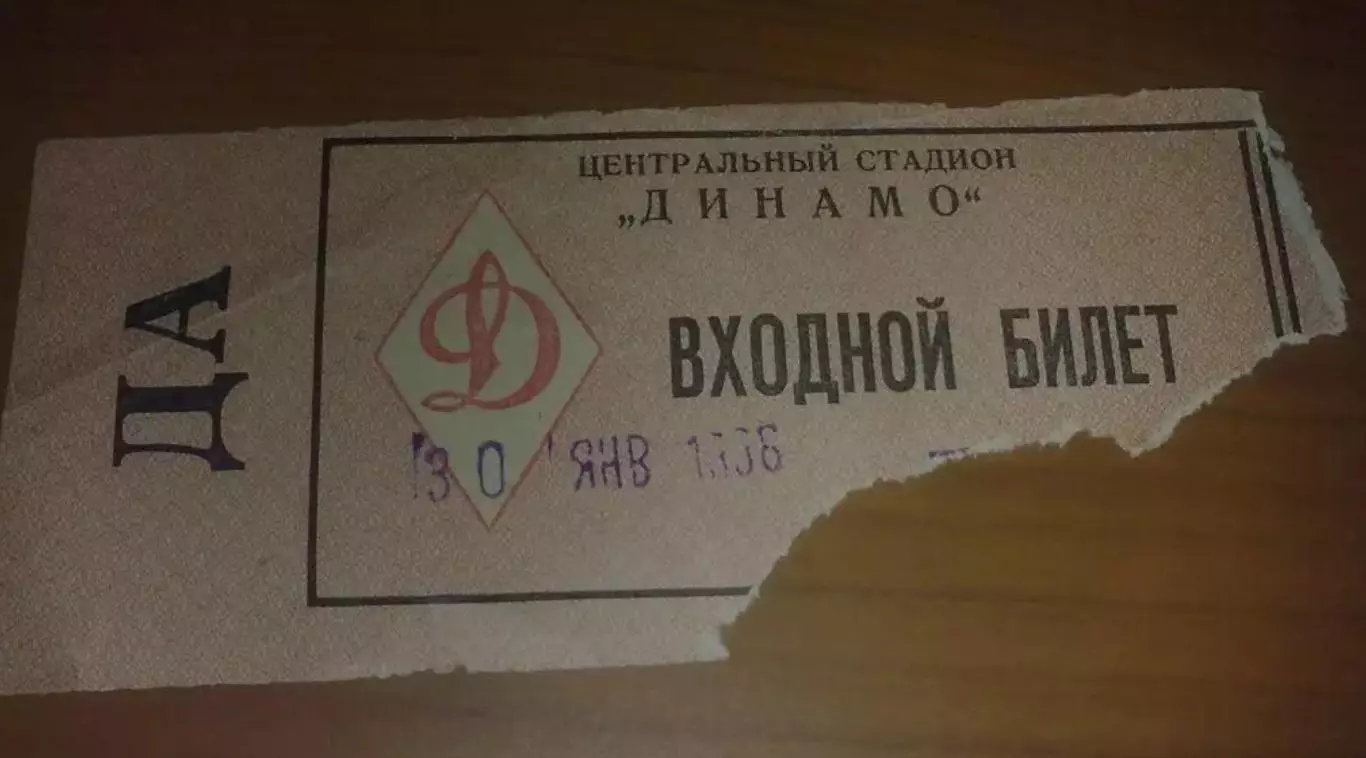 ДА
ЦЕНТРАЛЬНЫЙ СТАДИОН
„ДИНАМО“
Д
ВХОДНОЙ БИЛЕТ
30 ЯНВ